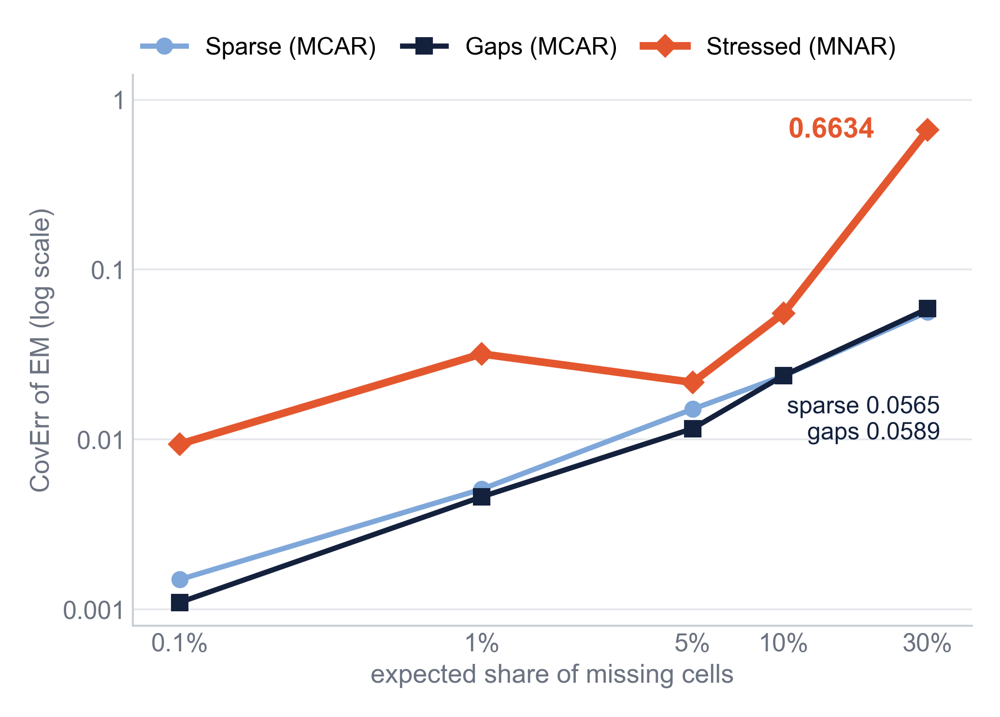 Sparse (MCAR) Gaps (MCAR) Stressed (MNAR)
1
0.6634
0.1
sparse 0.0565
gaps 0.0589
0.01
0.001
CovErr of EM (log scale)
0.1% 1% 5% 10% 30%
expected share of missing cells